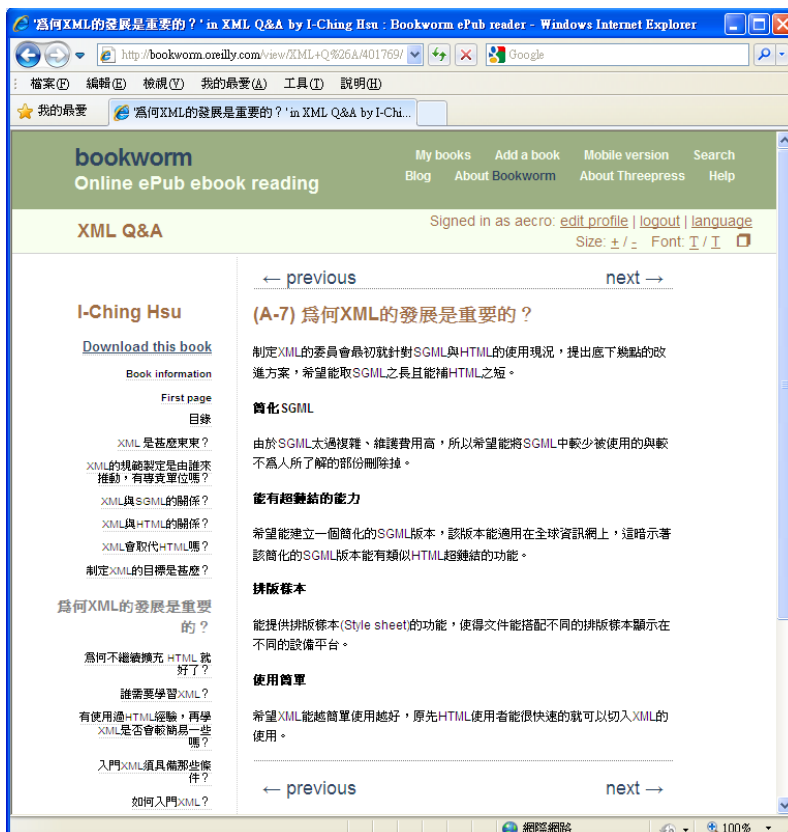 '爲何XML的發展是重要的？' in XML Q&A by I-Ching Hsu : Bookworm ePub reader - Windows Internet Explorer
http://bookworm.oreilly.com/view/XML+Q%26A/401769/
Google
檔案(F) 編輯(E) 檢視(V) 我的最愛(A) 工具(T) 說明(H)
我的最愛
'爲何XML的發展是重要的？' in XML Q&A by I-Chi...
bookworm
Online ePub ebook reading
My books Add a book Mobile version Search
Blog About Bookworm About Threepress Help
XML Q&A
Signed in as aecro: edit profile | logout | language
Size: + / - Font: T / T
I-Ching Hsu
Download this book
Book information
First page
目錄
XML 是甚麼東東？
XML的規範製定是由誰來
推動，有專責單位嗎？
XML與SGML的關係？
XML與HTML的關係？
XML會取代HTML嗎？
制定XML的目標是甚麼？
爲何XML的發展是重要
的？
爲何不繼續擴充 HTML 就
好了？
誰需要學習XML？
有使用過HTML經驗，再學
XML是否會較簡易一些
嗎？
入門XML須具備那些條
件？
如何入門XML？
← previous next →
(A-7) 爲何XML的發展是重要的？
制定XML的委員會最初就針對SGML與HTML的使用現況，提出底下幾點的改
進方案，希望能取SGML之長且能補HTML之短。
簡化SGML
由於SGML太過複雜、維護費用高，所以希望能將SGML中較少被使用的與較
不爲人所了解的部份刪除掉。
能有超鏈結的能力
希望能建立一個簡化的SGML版本，該版本能適用在全球資訊網上，這暗示著
該簡化的SGML版本能有類似HTML超鏈結的功能。
排版樣本
能提供排版樣本(Style sheet)的功能，使得文件能搭配不同的排版樣本顯示在
不同的設備平台。
使用簡單
希望XML能越簡單使用越好，原先HTML使用者能很快速的就可以切入XML的
使用。
← previous next →
網際網路 100%